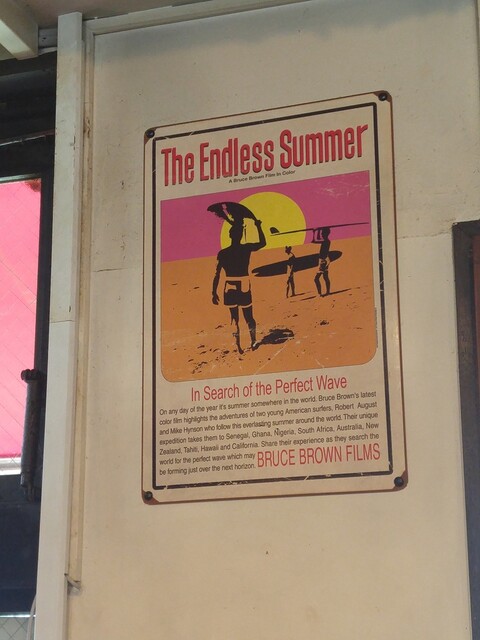 The Endless Summer
A Bruce Brown Film In Color
In Search of the Perfect Wave
On any day of the year it's summer somewhere in the world. Bruce Brown's latest
color film highlights the adventures of two young American surfers, Robert August
and Mike Hynson who follow this everlasting summer around the world. Their unique
expedition takes them to Senegal, Ghana, Nigeria, South Africa, Australia, New
Zealand, Tahiti, Hawaii and California. Share their experience as they search the
world for the perfect wave which may
be forming just over the next horizon.
BRUCE BROWN FILMS